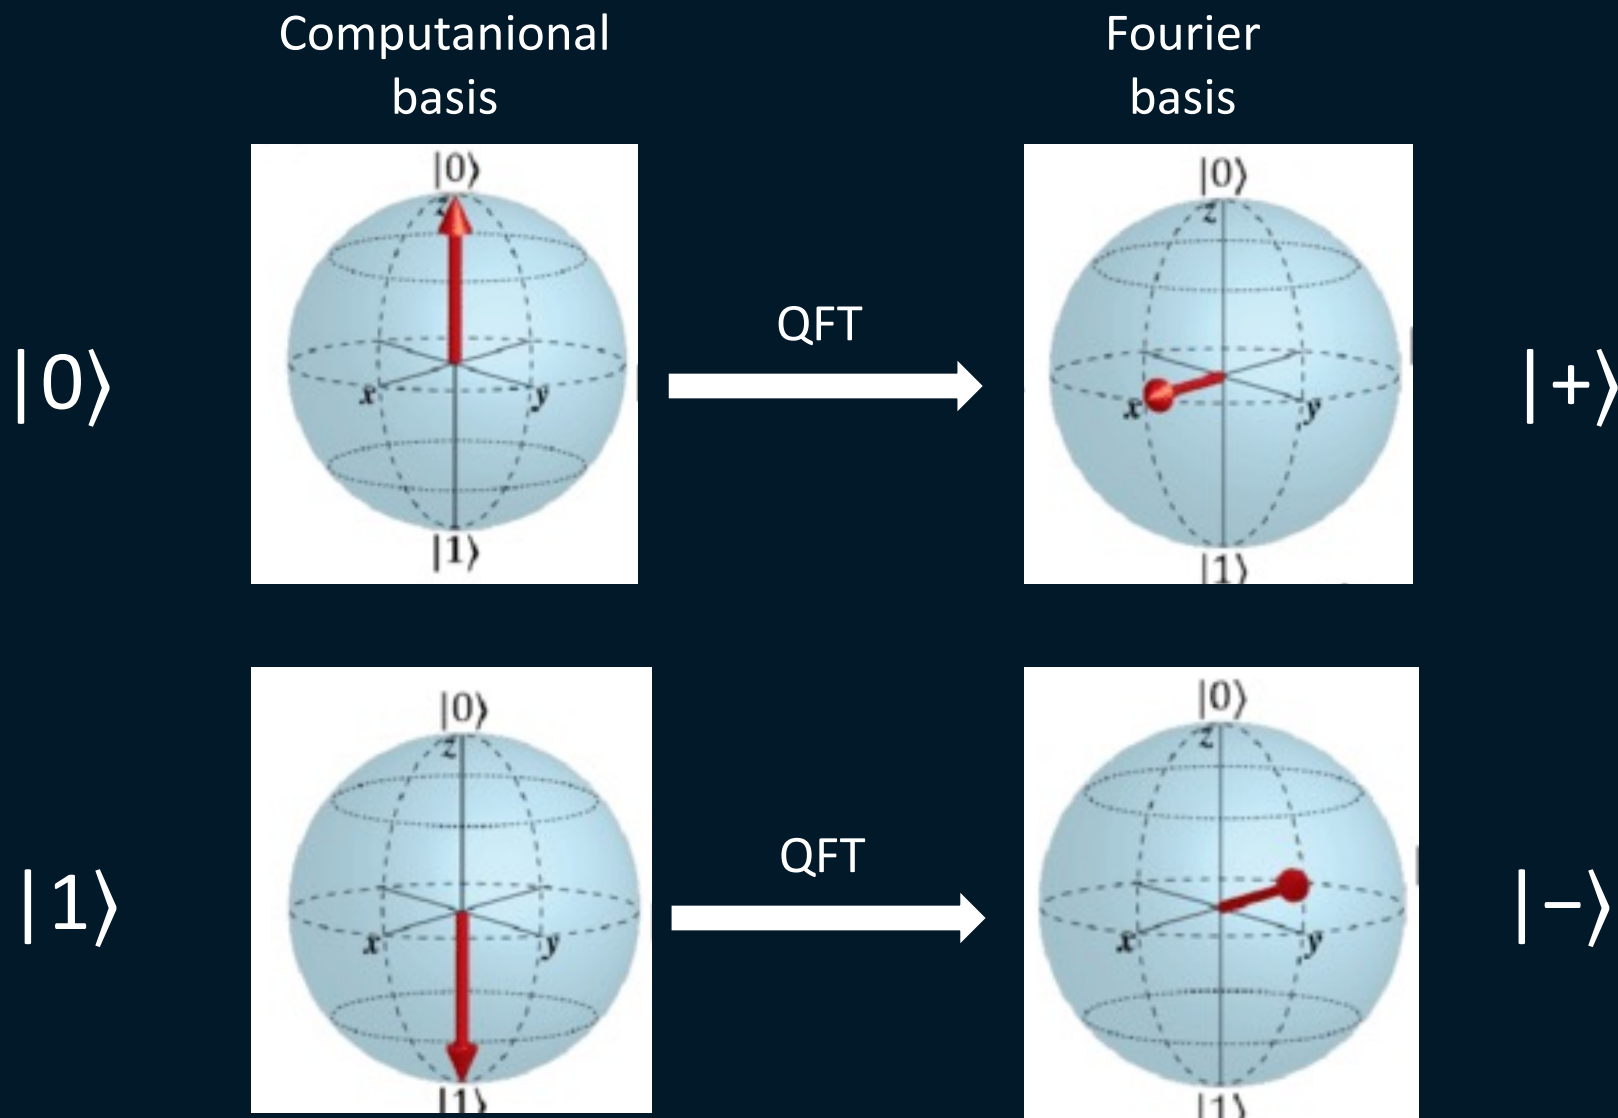 Computanional
basis
Fourier
basis
|0⟩
z
x
y
|1⟩
|0⟩
QFT
|0⟩
z
x
y
|1⟩
|+⟩
|0⟩
z
x
y
|1⟩
|1⟩
QFT
|0⟩
z
x
y
|1⟩
|−⟩